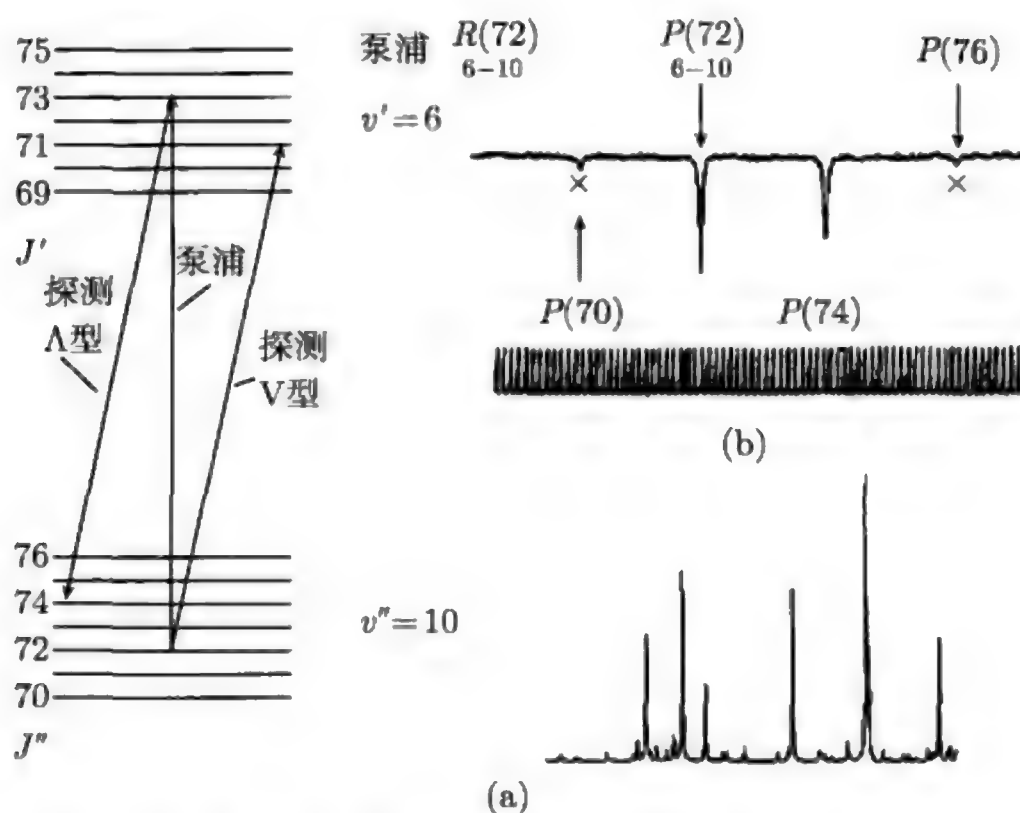 75
73
71
69
J′
探测
Λ型
泵浦
探测
V型
76
74
72
70
J″
泵浦
v′=6
v″=10
R(72)
6−10
P(72)
6−10
P(76)
×
×
P(70)
P(74)
(b)
(a)